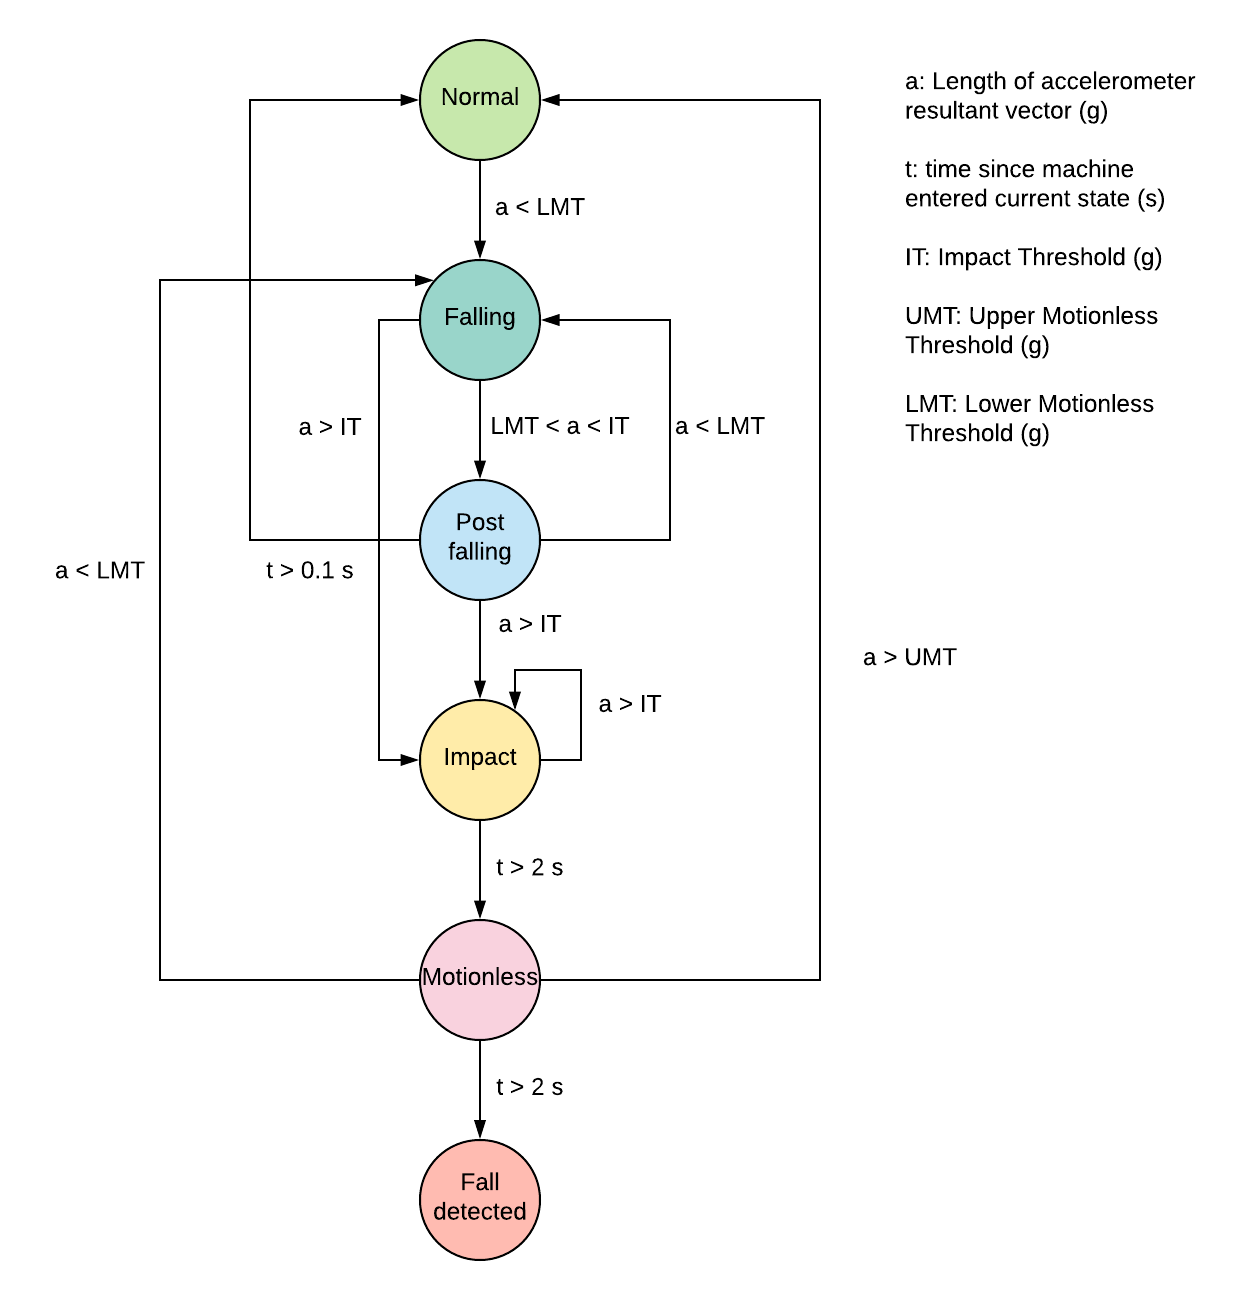 Normal
a: Length of accelerometer
resultant vector (g)
t: time since machine
entered current state (s)
a < LMT
IT: Impact Threshold (g)
Falling
UMT: Upper Motionless
Threshold (g)
LMT: Lower Motionless
Threshold (g)
a > IT
LMT < a < IT
a < LMT
Post
falling
a < LMT
t > 0.1 s
a > IT
a > UMT
a > IT
Impact
t > 2 s
Motionless
t > 2 s
Fall
detected